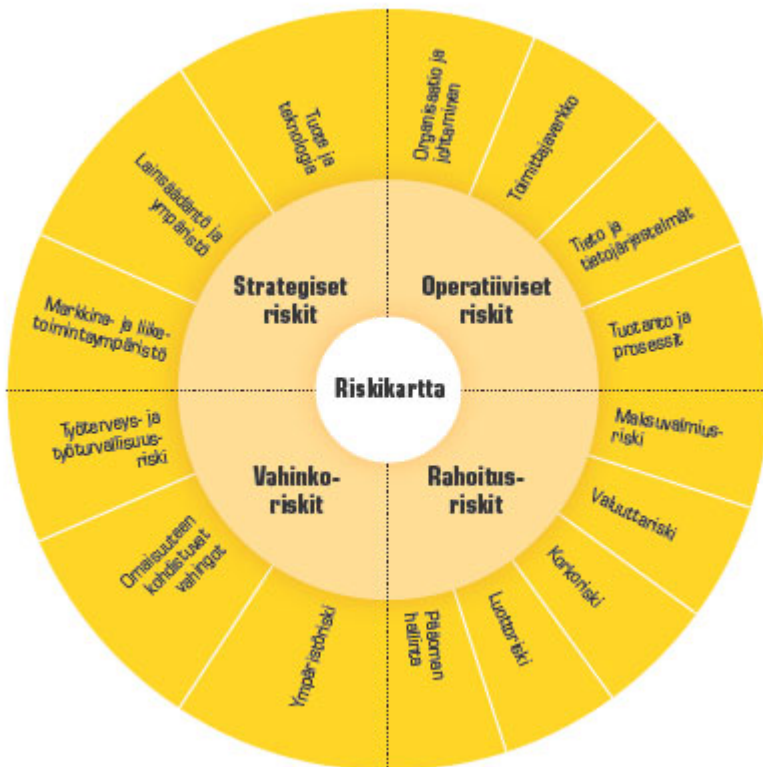 Riskikartta
Strategiset
riskit
Markkina- ja liike-
toimintaympäristö
Lainsäädäntö ja
ympäristö
Tuote ja
teknologia
Operatiiviset
riskit
Organisaatio ja
johtaminen
Toimittajaverkko
Tieto ja
tietojärjestelmät
Tuotanto ja
prosessit
Rahoitus-
riskit
Maksuvalmius-
riski
Valuuttariski
Korkoriski
Luottoriski
Pääoman
hallinta
Vahinko-
riskit
Ympäristöriski
Omaisuuteen
kohdistuvat
vahingot
Työterveys- ja
työturvallisuus-
riski